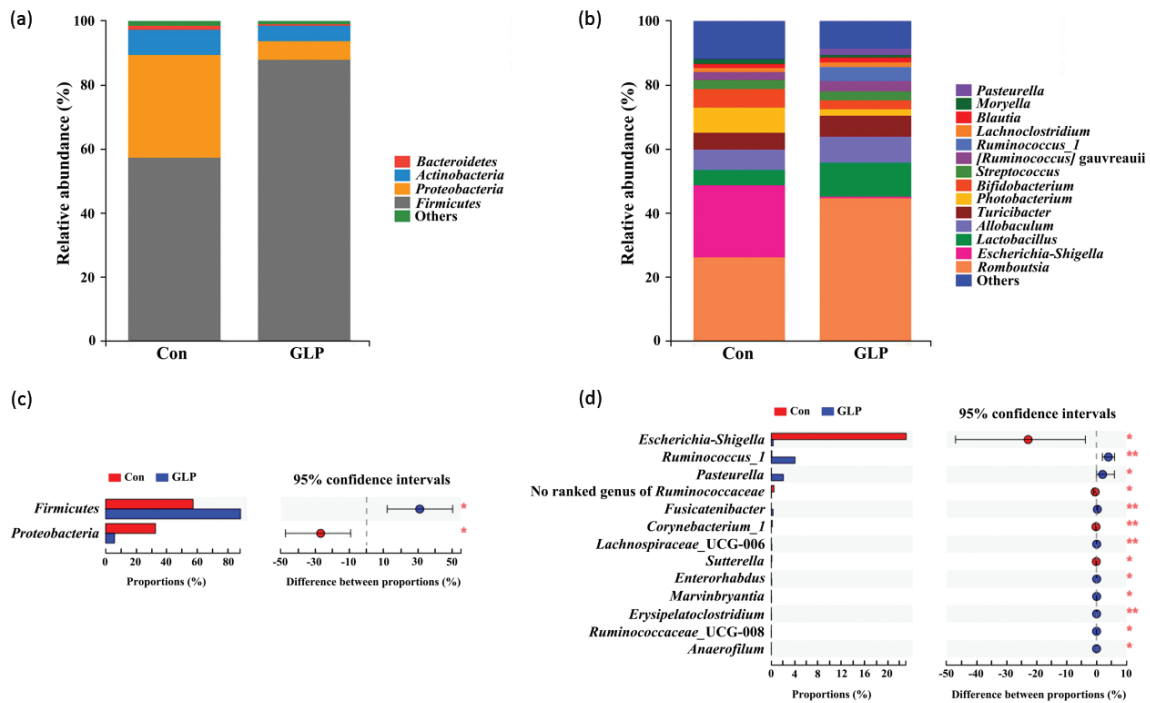 (a)
100
80
60
40
20
0
Relative abundance (%)
Con
GLP
Bacteroidetes
Actinobacteria
Proteobacteria
Firmicutes
Others
(b)
100
80
60
40
20
0
Relative abundance (%)
Con
GLP
Pasteurella
Moryella
Blautia
Lachnoclostridium
Ruminococcus_1
[Ruminococcus] gauvreauii
Streptococcus
Bifidobacterium
Photobacterium
Turicibacter
Allobaculum
Lactobacillus
Escherichia-Shigella
Romboutsia
Others
(c)
Con GLP
95% confidence intervals
Firmicutes *
Proteobacteria *
0 20 40 60 80
-50 -30 -10 10 30 50
Proportions (%)
Difference between proportions (%)
(d)
Con GLP
95% confidence intervals
Escherichia-Shigella *
Ruminococcus_1 **
Pasteurella *
No ranked genus of Ruminococcaceae *
Fusicatenibacter **
Corynebacterium_1 **
Lachnospiraceae_UCG-006 **
Sutterella *
Enterorhabdus *
Marvinbryantia *
Erysipelatoclostridium **
Ruminococcaceae_UCG-008 *
Anaerofilum *
0 4 8 12 16 20
-50 -40 -30 -20 -10 0 10
Proportions (%)
Difference between proportions (%)